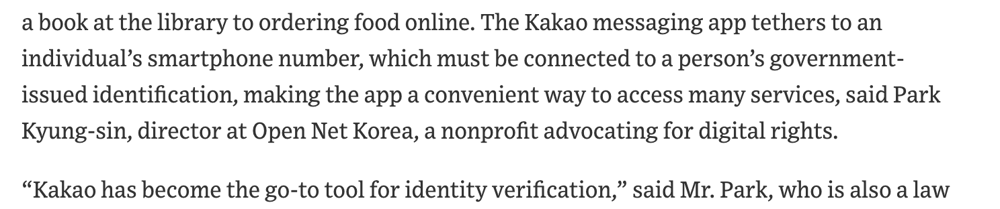 a book at the library to ordering food online. The Kakao messaging app tethers to an
individual’s smartphone number, which must be connected to a person’s government-
issued identification, making the app a convenient way to access many services, said Park
Kyung-sin, director at Open Net Korea, a nonprofit advocating for digital rights.
“Kakao has become the go-to tool for identity verification,” said Mr. Park, who is also a law